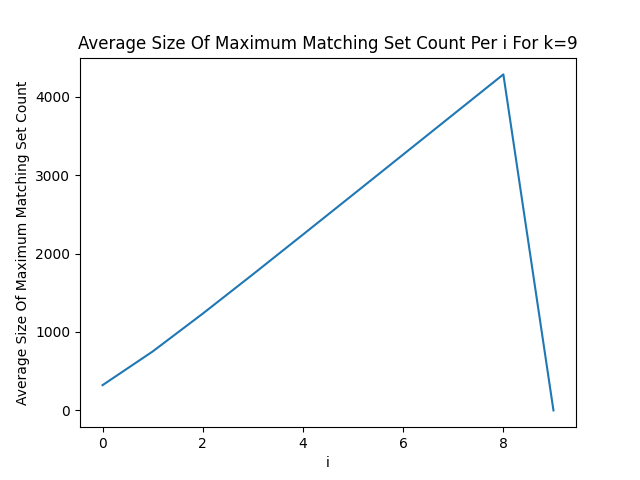 Average Size Of Maximum Matching Set Count Per i For k=9
Average Size Of Maximum Matching Set Count
4000
3000
2000
1000
0
0 2 4 6 8
i